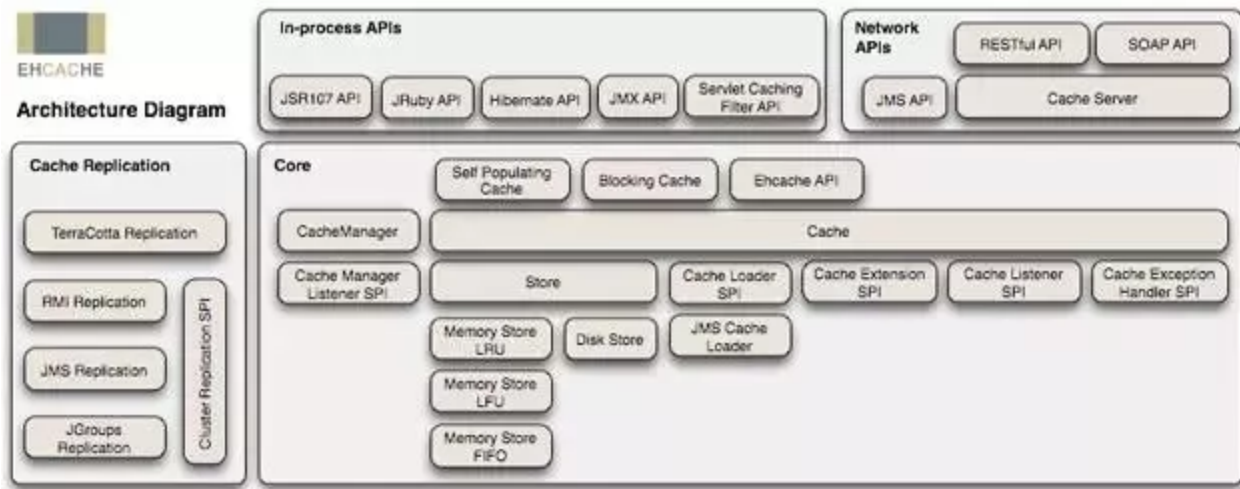 EHCACHE
Architecture Diagram
In-process APIs
JSR107 API
JRuby API
Hibernate API
JMX API
Servlet Caching
Filter API
Network
APIs
RESTful API
SOAP API
JMS API
Cache Server
Cache Replication
TerraCotta Replication
RMI Replication
JMS Replication
JGroups
Replication
Cluster Replication SPI
Core
Self Populating
Cache
Blocking Cache
Ehcache API
CacheManager
Cache
Cache Manager
Listener SPI
Store
Cache Loader
SPI
Cache Extension
SPI
Cache Listener
SPI
Cache Exception
Handler SPI
Memory Store
LRU
Disk Store
JMS Cache
Loader
Memory Store
LFU
Memory Store
FIFO